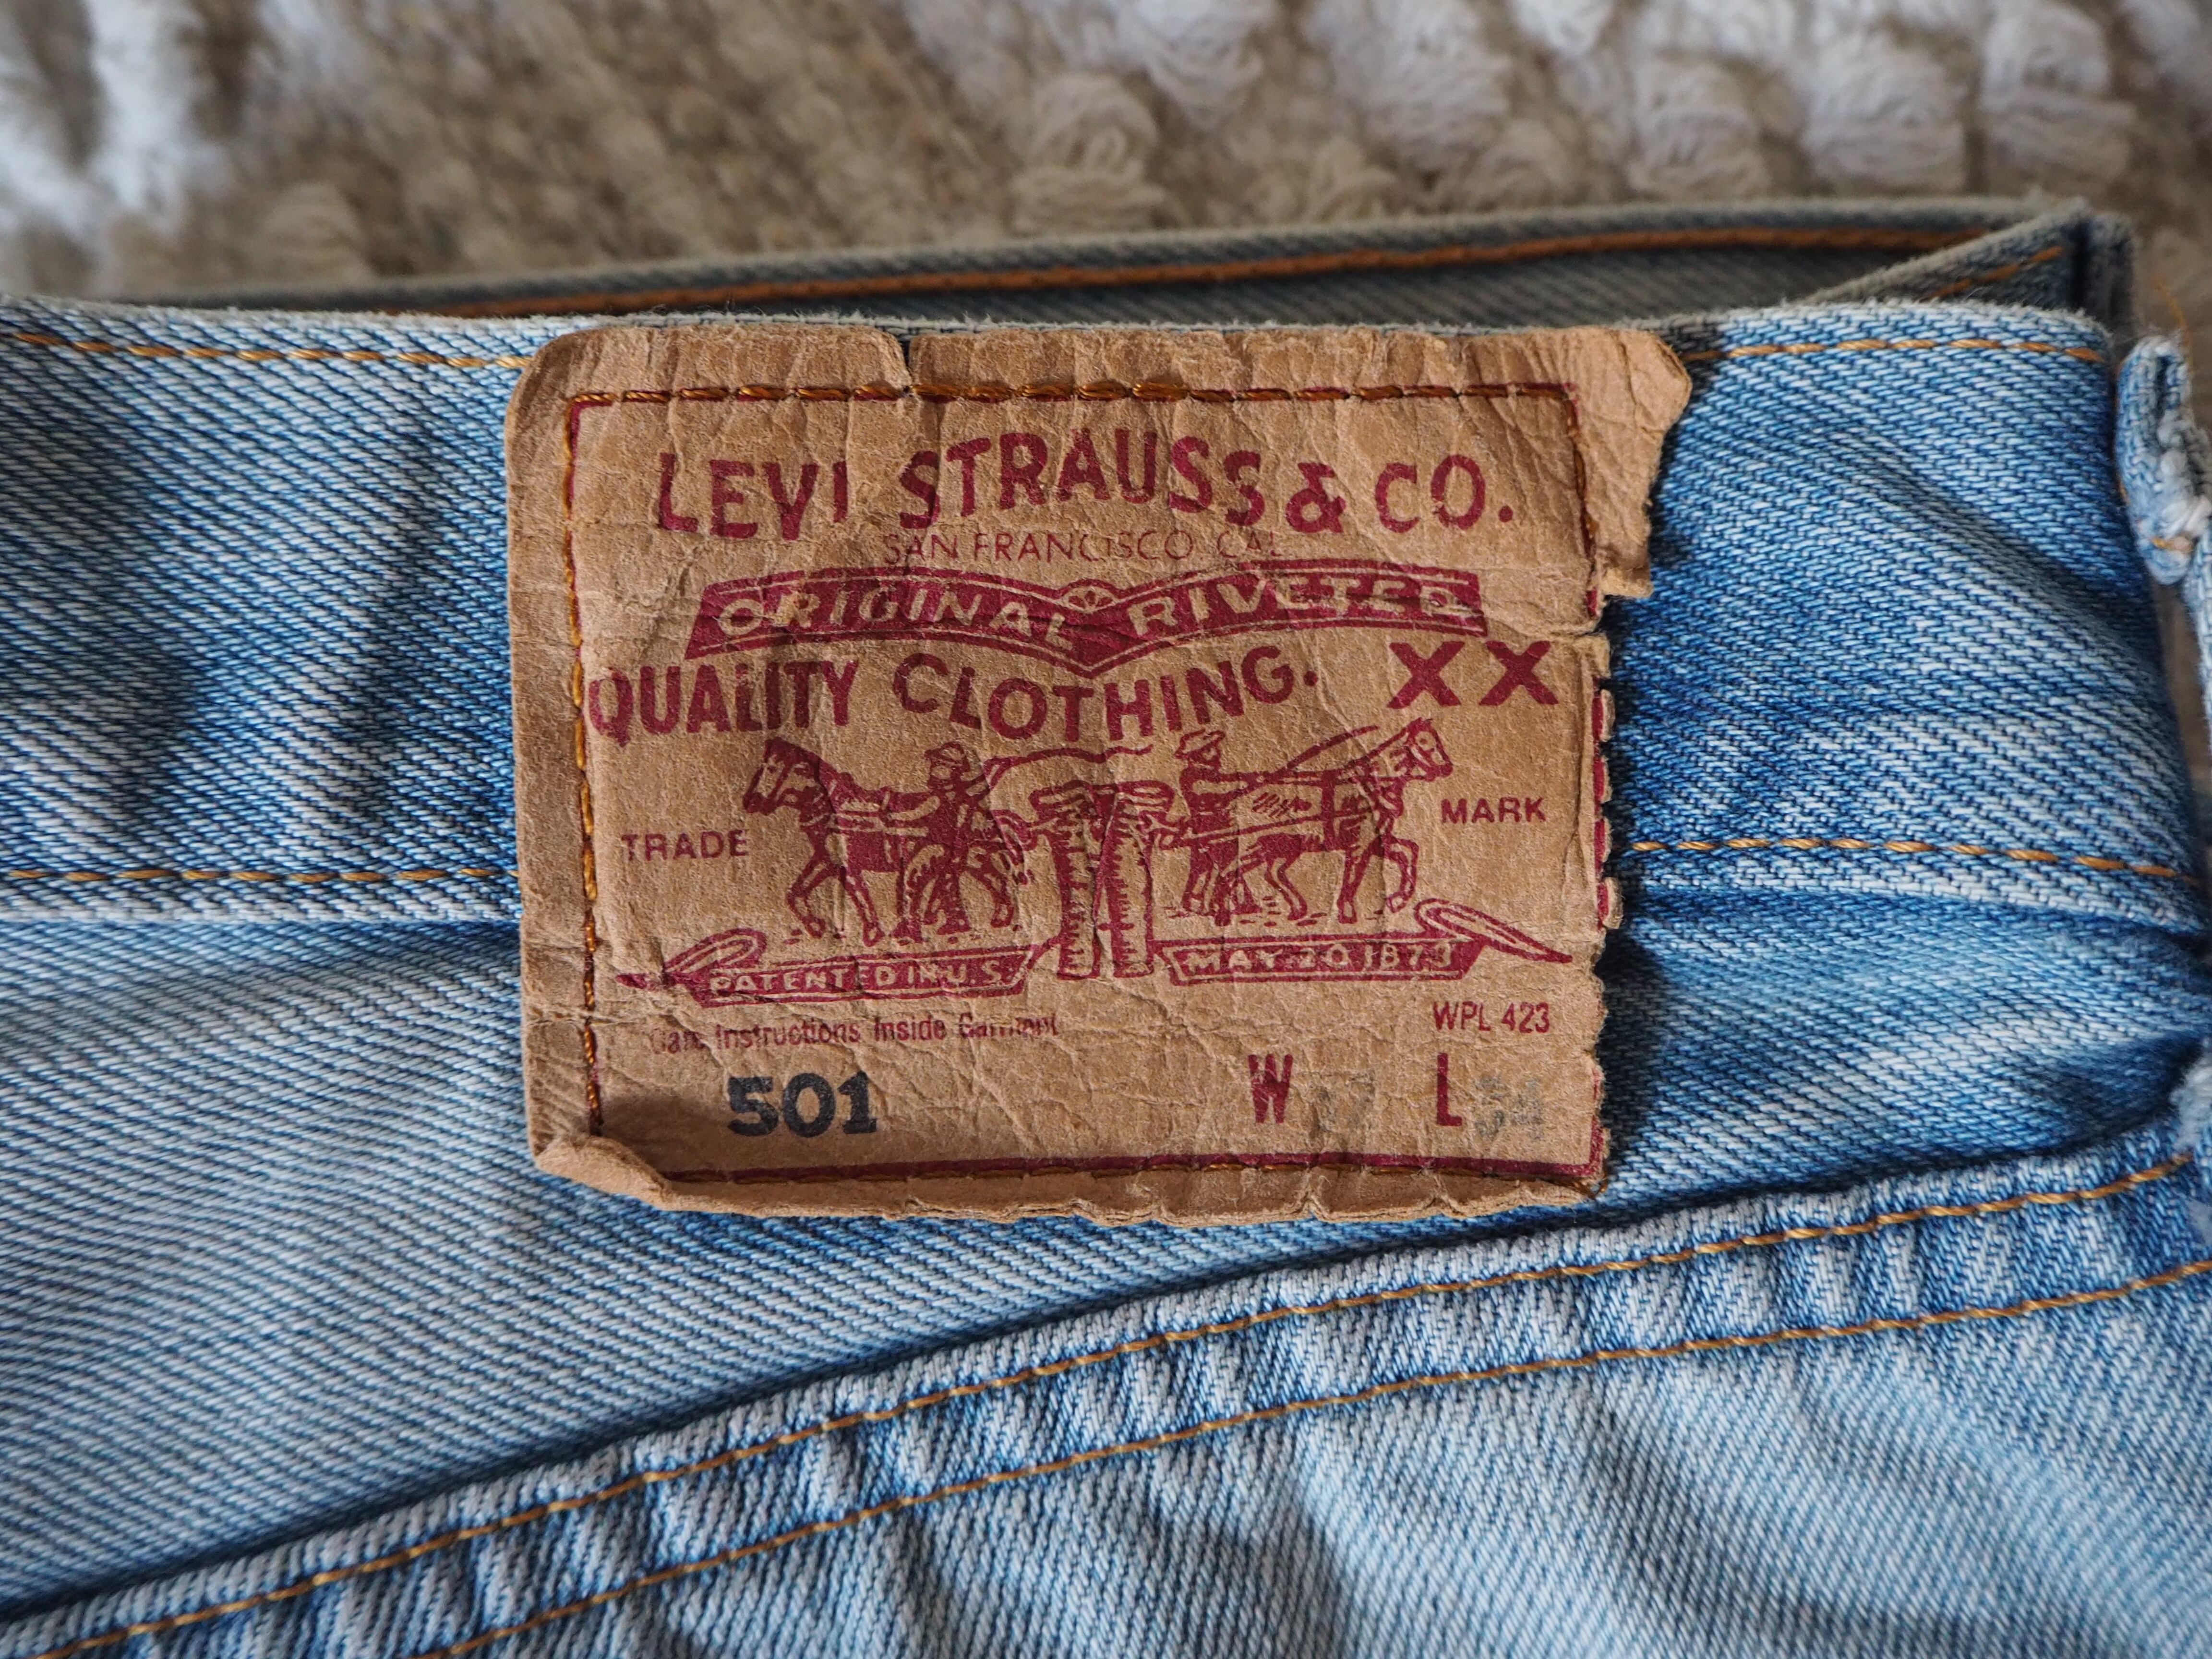 LEVI STRAUSS & CO.
SAN FRANCISCO CAL
ORIGINAL RIVETED
QUALITY CLOTHING. XX
TRADE MARK
PATENTED IN U.S. MAY 20 1873
WPL 423
Care Instructions Inside Garment
501 W L 34